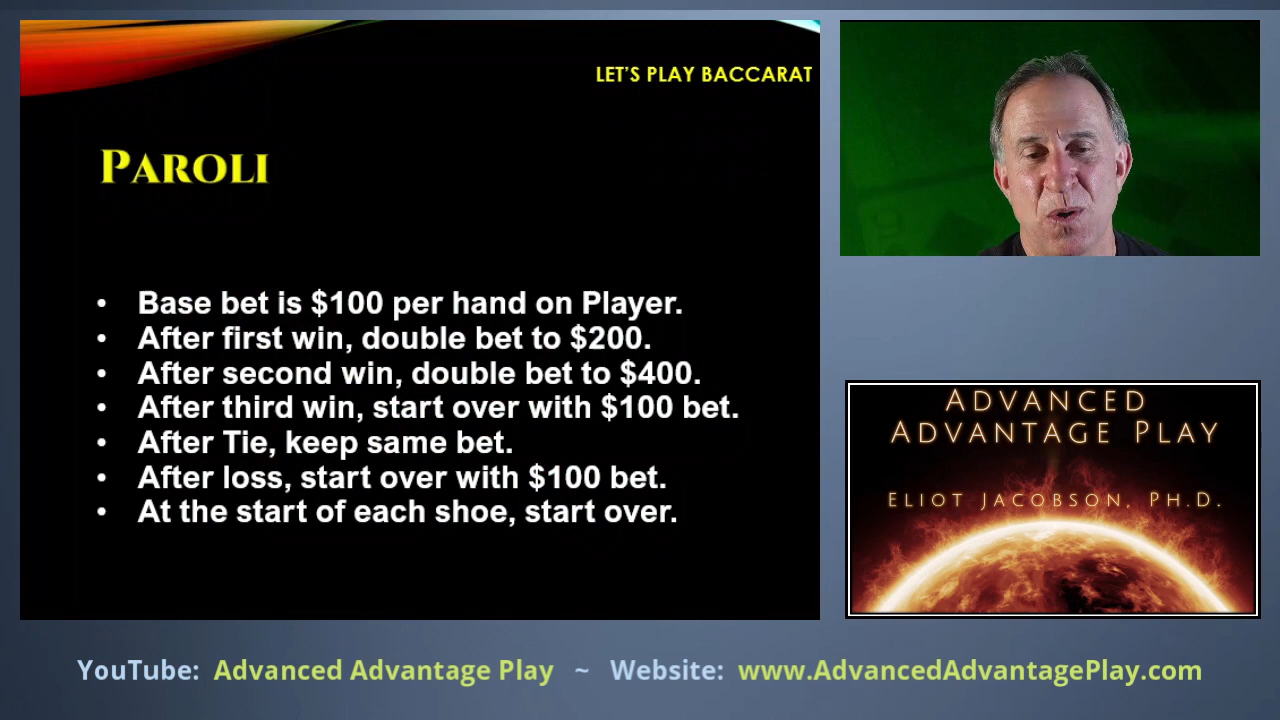 LET'S PLAY BACCARAT
PAROLI
• Base bet is $100 per hand on Player.
• After first win, double bet to $200.
• After second win, double bet to $400.
• After third win, start over with $100 bet.
• After Tie, keep same bet.
• After loss, start over with $100 bet.
• At the start of each shoe, start over.
ADVANCED
ADVANTAGE PLAY
ELIOT JACOBSON, PH.D.
YouTube: Advanced Advantage Play ~ Website: www.AdvancedAdvantagePlay.com